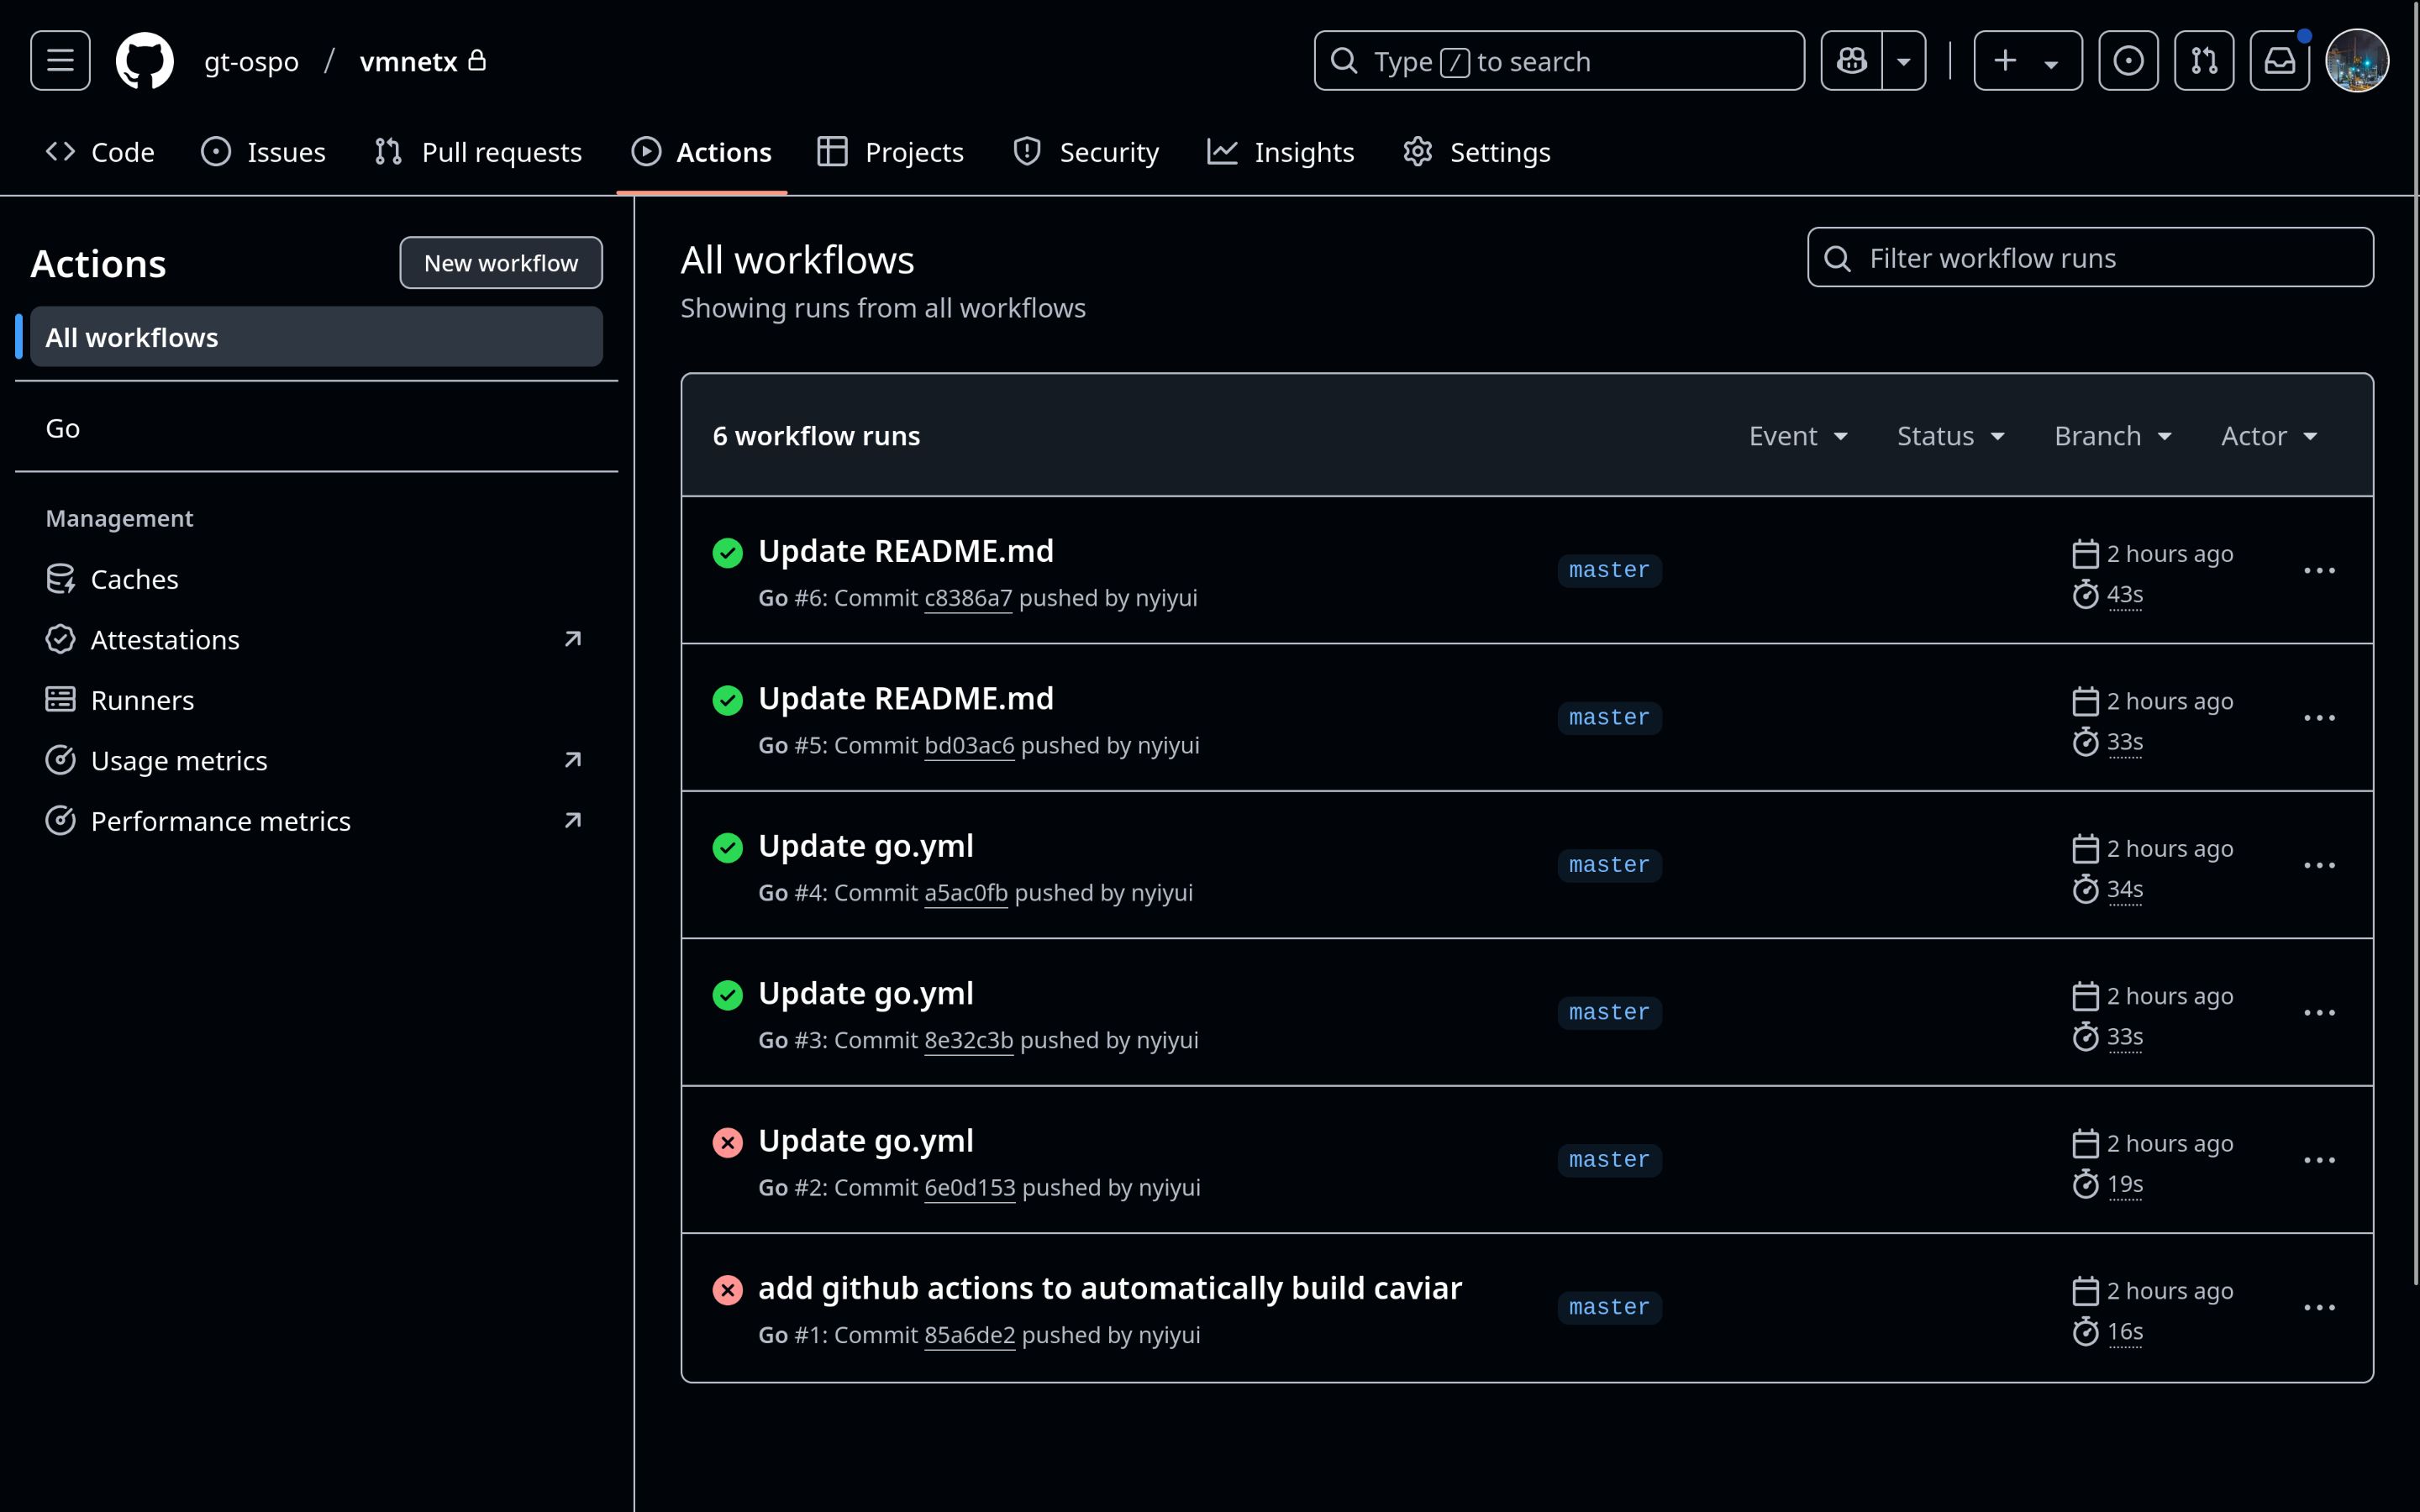 gt-ospo / vmnetx
Type / to search
Code Issues Pull requests Actions Projects Security Insights Settings
Actions
New workflow
All workflows
Go
Management
Caches
Attestations
Runners
Usage metrics
Performance metrics
All workflows
Showing runs from all workflows
Filter workflow runs
6 workflow runs
Event Status Branch Actor
Update README.md
Go #6: Commit c8386a7 pushed by nyiyui
master
2 hours ago
43s
Update README.md
Go #5: Commit bd03ac6 pushed by nyiyui
master
2 hours ago
33s
Update go.yml
Go #4: Commit a5ac0fb pushed by nyiyui
master
2 hours ago
34s
Update go.yml
Go #3: Commit 8e32c3b pushed by nyiyui
master
2 hours ago
33s
Update go.yml
Go #2: Commit 6e0d153 pushed by nyiyui
master
2 hours ago
19s
add github actions to automatically build caviar
Go #1: Commit 85a6de2 pushed by nyiyui
master
2 hours ago
16s